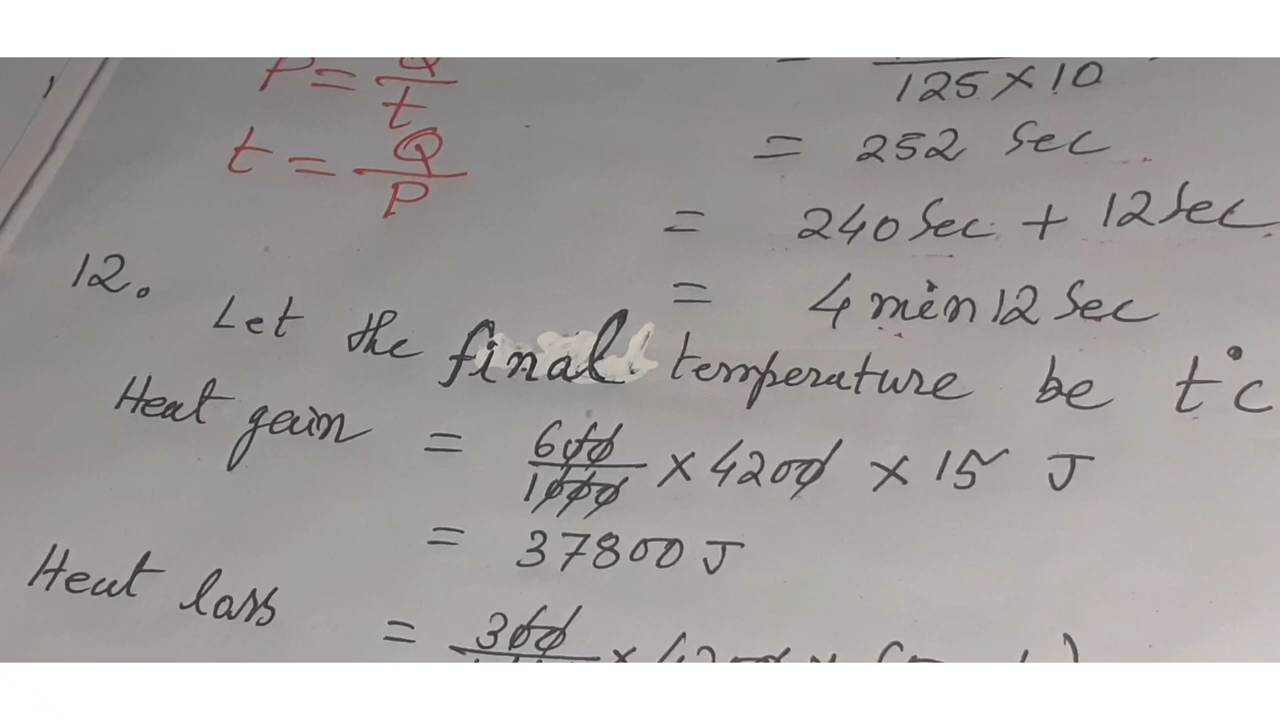 P = Q/t
t = Q/P
125 × 10
= 252 Sec
= 240 Sec + 12 Sec
= 4 min 12 Sec
12. Let the final temperature be t°c
Heat gain = 600/1000 × 4200 × 15 J
= 37800 J
Heat loss
= 300